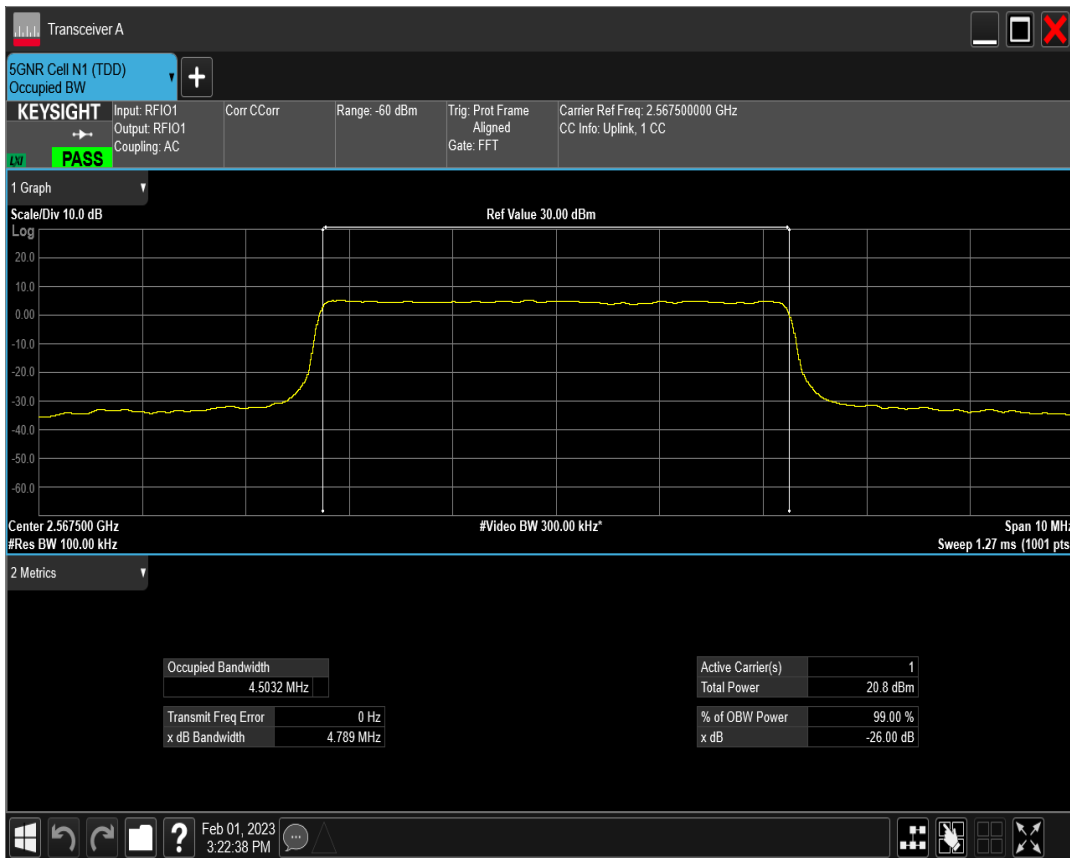 Transceiver A
5GNR Cell N1 (TDD)
Occupied BW
+
KEYSIGHT
LXI
PASS
Input: RFIO1
Output: RFIO1
Coupling: AC
Corr CCorr
Range: -60 dBm
Trig: Prot Frame
Aligned
Gate: FFT
Carrier Ref Freq: 2.567500000 GHz
CC Info: Uplink, 1 CC
1 Graph
Scale/Div 10.0 dB
Ref Value 30.00 dBm
Log
20.0
10.0
0.00
-10.0
-20.0
-30.0
-40.0
-50.0
-60.0
Center 2.567500 GHz
#Video BW 300.00 kHz*
Span 10 MHz
#Res BW 100.00 kHz
Sweep 1.27 ms (1001 pts
2 Metrics
Occupied Bandwidth
4.5032 MHz
Transmit Freq Error 0 Hz
x dB Bandwidth 4.789 MHz
Active Carrier(s) 1
Total Power 20.8 dBm
% of OBW Power 99.00 %
x dB -26.00 dB
?
Feb 01, 2023
3:22:38 PM